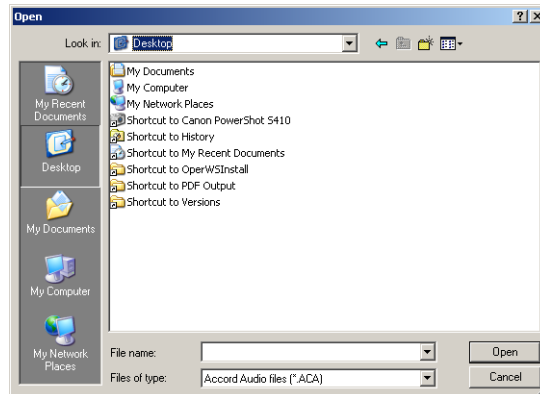 Open
Look in:
Desktop
My Recent
Documents
Desktop
My Documents
My Computer
My Network
Places
My Documents
My Computer
My Network Places
Shortcut to Canon PowerShot S410
Shortcut to History
Shortcut to My Recent Documents
Shortcut to OperWSInstall
Shortcut to PDF Output
Shortcut to Versions
File name:
Open
Files of type:
Accord Audio files (*.ACA)
Cancel